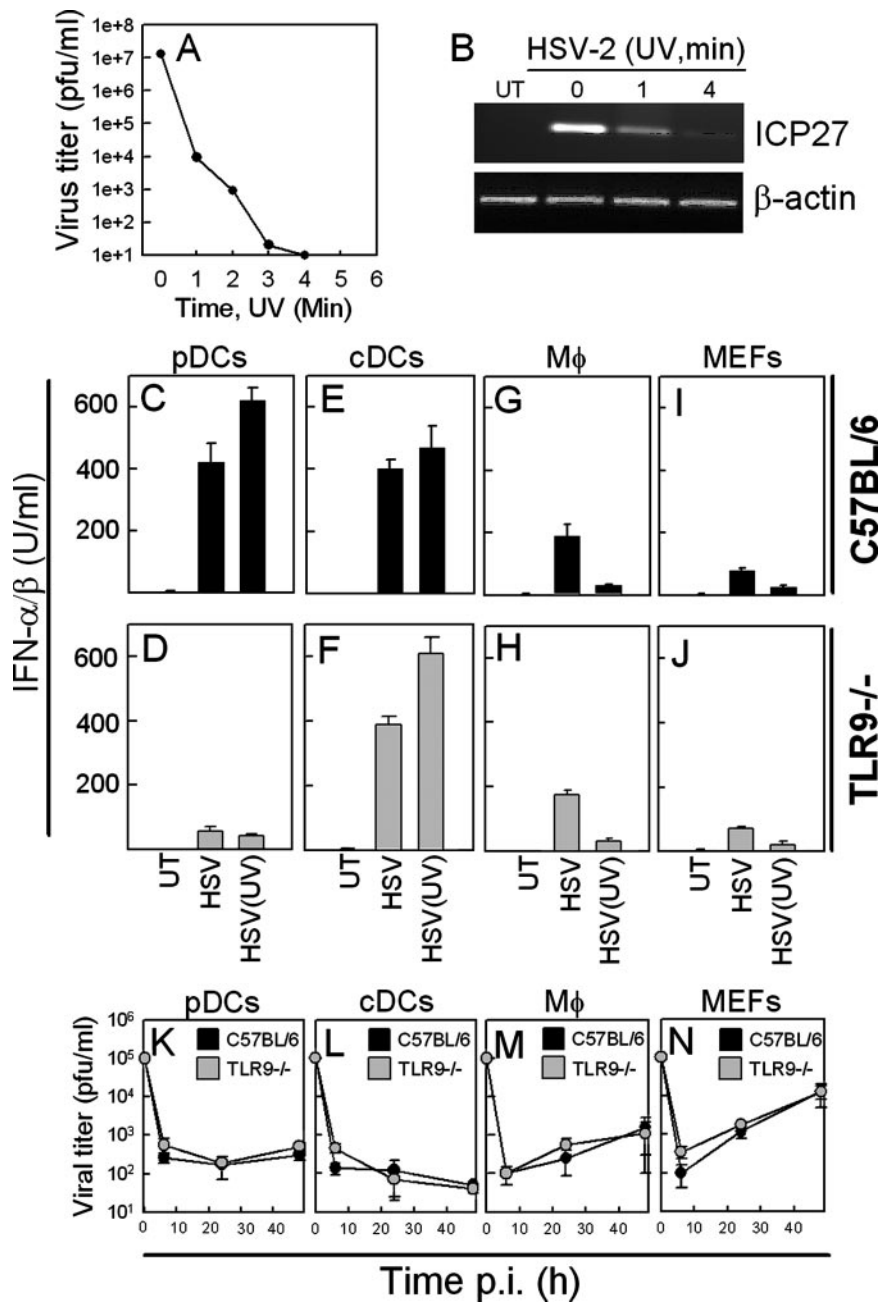 A
Virus titer (pfu/ml)
1e+8
1e+7
1e+6
1e+5
1e+4
1e+3
1e+2
1e+1
0 1 2 3 4 5 6
Time, UV (Min)
B
HSV-2 (UV,min)
UT 0 1 4
ICP27
β-actin
pDCs cDCs Mϕ MEFs
IFN-α/β (U/ml)
C E G I
600
400
200
C57BL/6
D F H J
600
400
200
TLR9-/-
UT HSV HSV(UV) UT HSV HSV(UV) UT HSV HSV(UV) UT HSV HSV(UV)
pDCs cDCs Mϕ MEFs
Viral titer (pfu/ml)
10⁶
10⁵
10⁴
10³
10²
10¹
K C57BL/6 L C57BL/6 M C57BL/6 N C57BL/6
TLR9-/- TLR9-/- TLR9-/- TLR9-/-
0 10 20 30 40 0 10 20 30 40 0 10 20 30 40 0 10 20 30 40
Time p.i. (h)